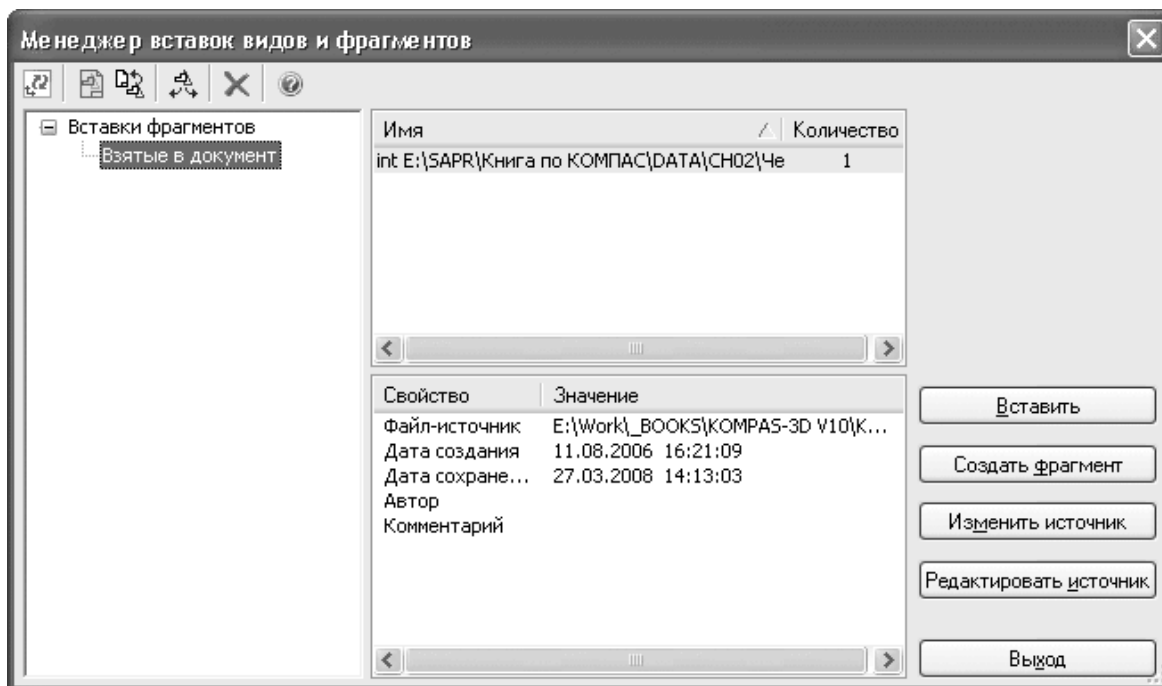 Менеджер вставок видов и фрагментов
Вставки фрагментов
Взятые в документ
Имя Количество
int E:\SAPR\Книга по КОМПАС\DATA\CH02\Че 1
Свойство Значение
Файл-источник E:\Work\_BOOKS\KOMPAS-3D V10\K...
Дата создания 11.08.2006 16:21:09
Дата сохране... 27.03.2008 14:13:03
Автор
Комментарий
Вставить
Создать фрагмент
Изменить источник
Редактировать источник
Выход